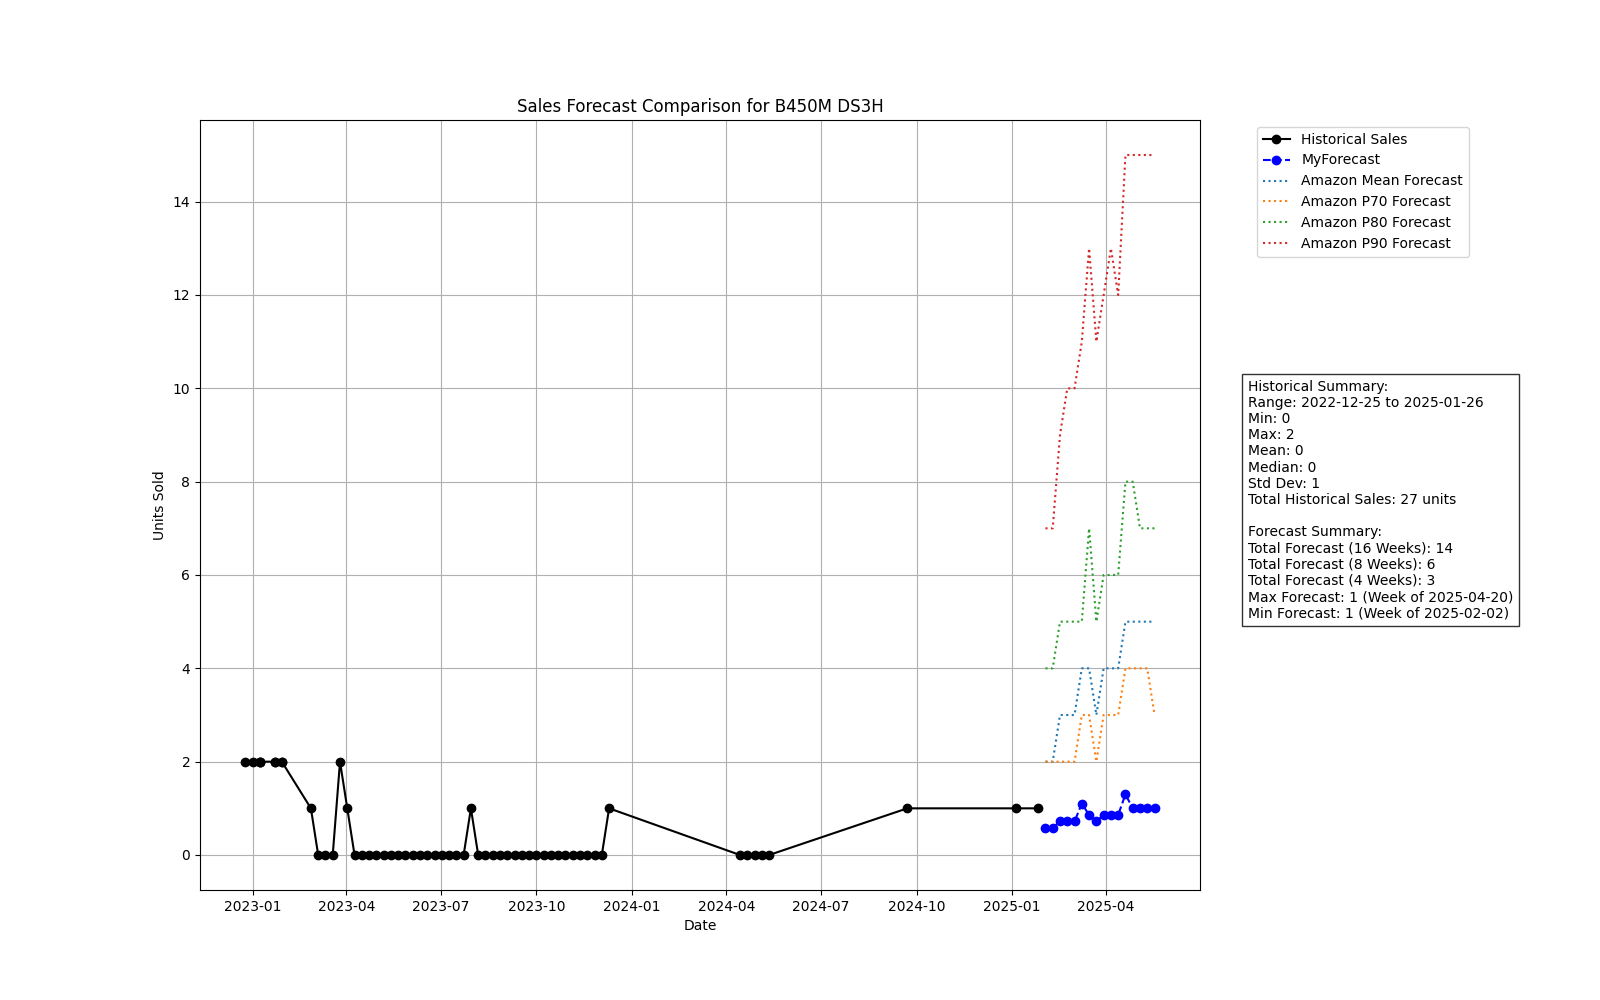 Sales Forecast Comparison for B450M DS3H
Historical Sales
MyForecast
Amazon Mean Forecast
Amazon P70 Forecast
Amazon P80 Forecast
Amazon P90 Forecast
14
12
10
8
6
4
2
0
Units Sold
Historical Summary:
Range: 2022-12-25 to 2025-01-26
Min: 0
Max: 2
Mean: 0
Median: 0
Std Dev: 1
Total Historical Sales: 27 units
Forecast Summary:
Total Forecast (16 Weeks): 14
Total Forecast (8 Weeks): 6
Total Forecast (4 Weeks): 3
Max Forecast: 1 (Week of 2025-04-20)
Min Forecast: 1 (Week of 2025-02-02)
2023-01 2023-04 2023-07 2023-10 2024-01 2024-04 2024-07 2024-10 2025-01 2025-04
Date